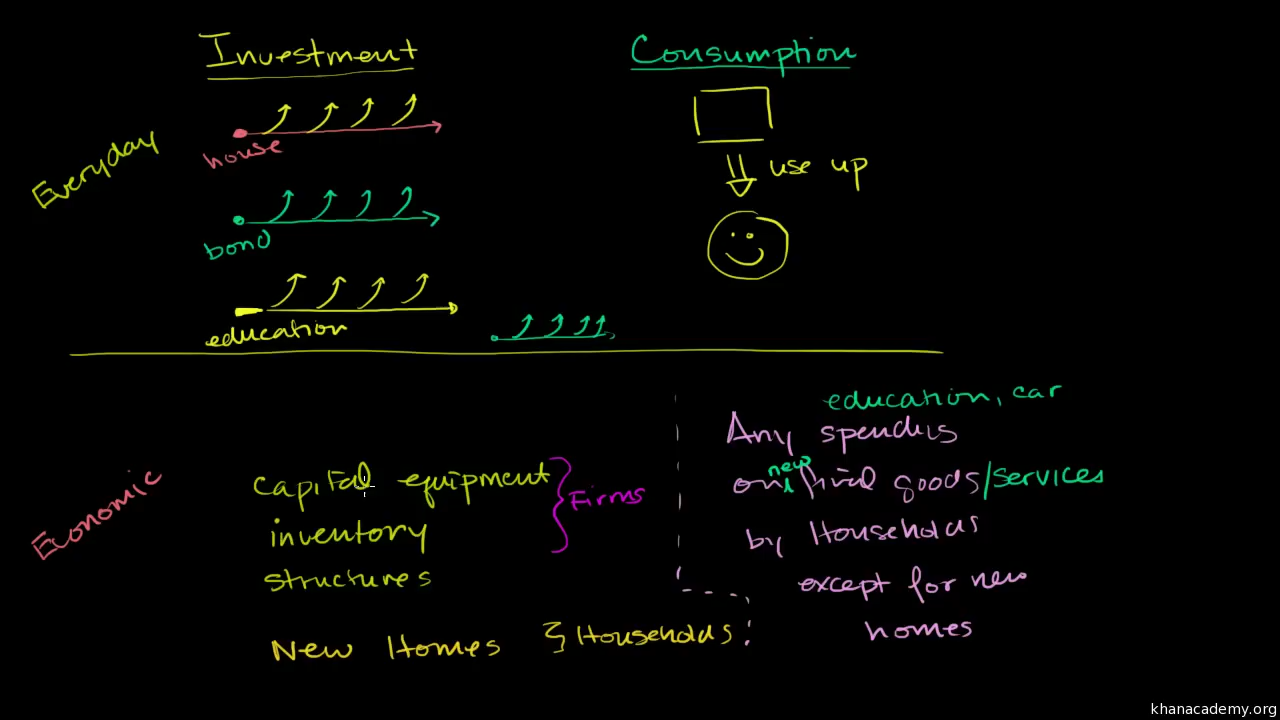 Investment
Consumption
Everyday
house
use up
bond
education
education, car
Any spending
Economic
capital equipment
new
on final goods/services
Firms
inventory
by Households
structures
except for new
New Homes
Households
homes
khanacademy.org